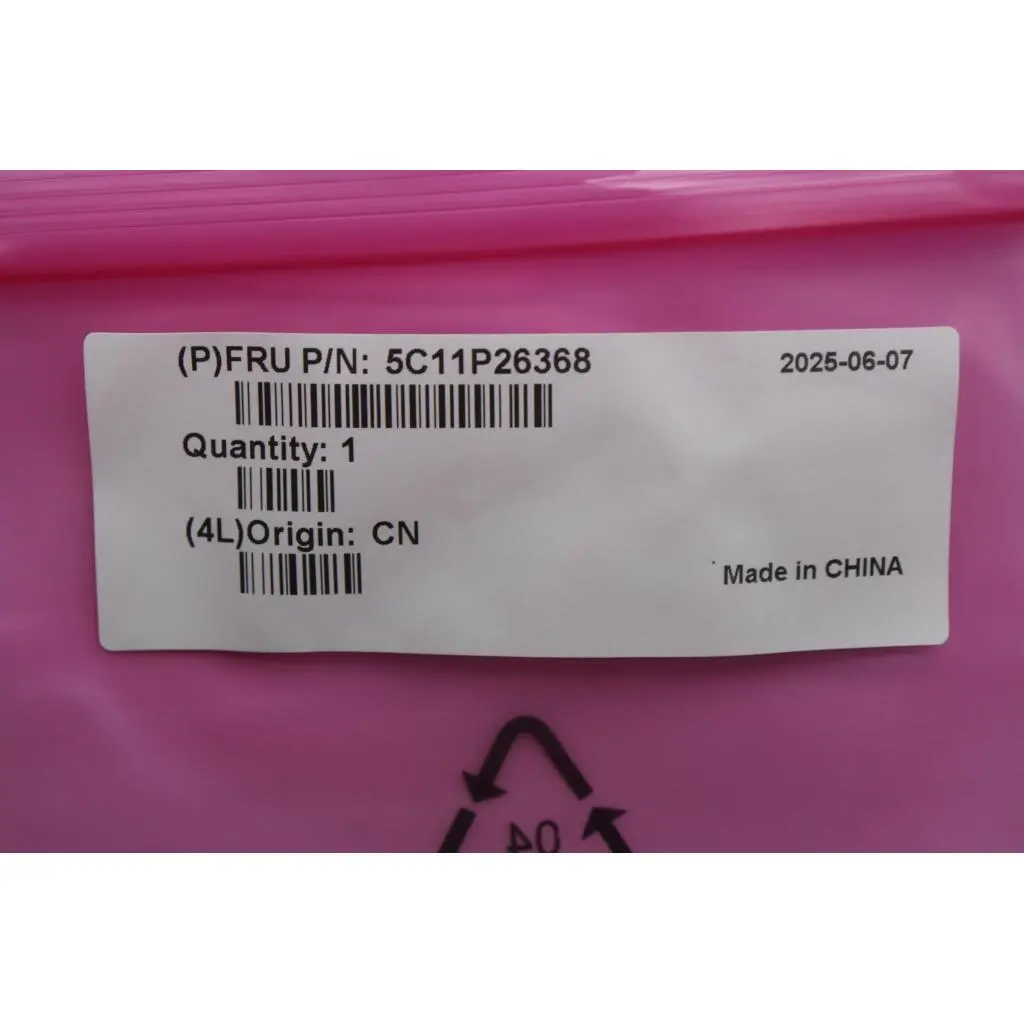 (P)FRU P/N: 5C11P26368
2025-06-07
Quantity: 1
(4L)Origin: CN
Made in CHINA
04